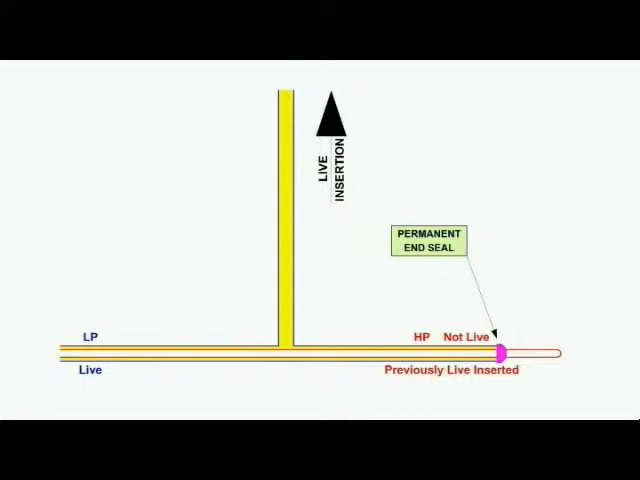 LIVE
INSERTION
PERMANENT
END SEAL
LP
HP Not Live
Live
Previously Live Inserted